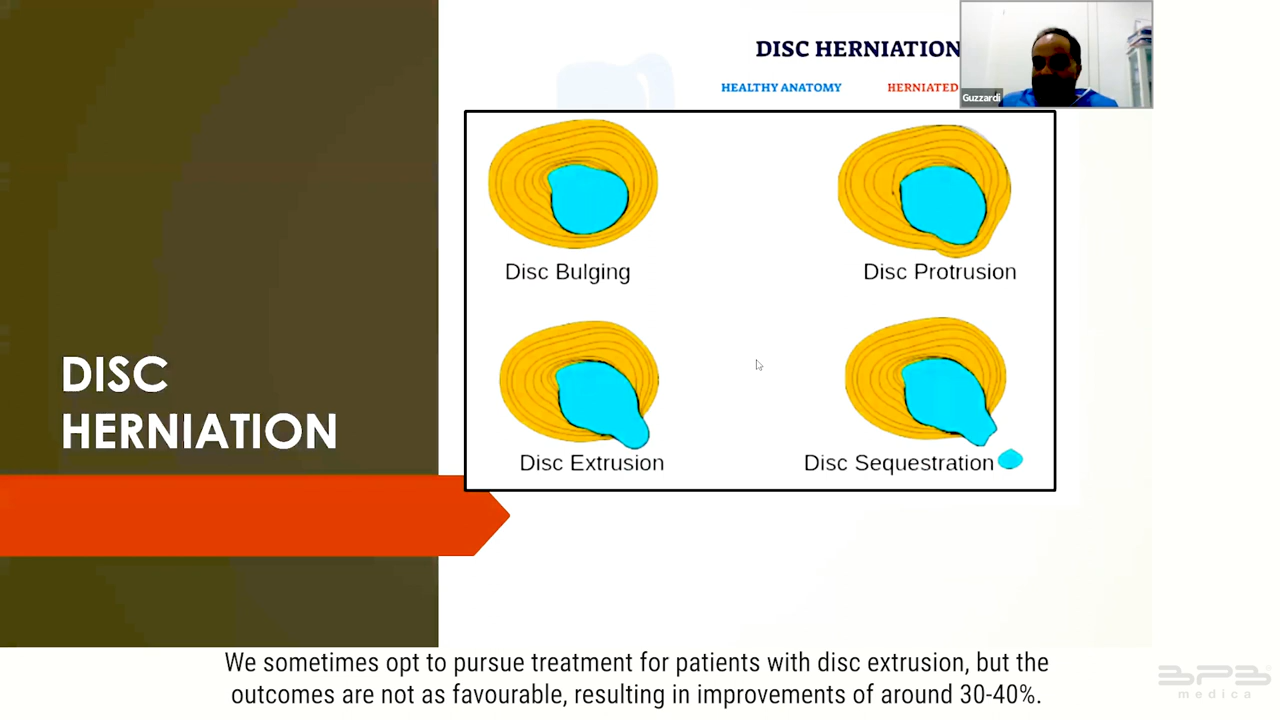 DISC HERNIATION
HEALTHY ANATOMY
HERNIATED
Guzzardi
Disc Bulging
Disc Protrusion
Disc Extrusion
Disc Sequestration
DISC
HERNIATION
We sometimes opt to pursue treatment for patients with disc extrusion, but the
outcomes are not as favourable, resulting in improvements of around 30-40%.
BPB
medica